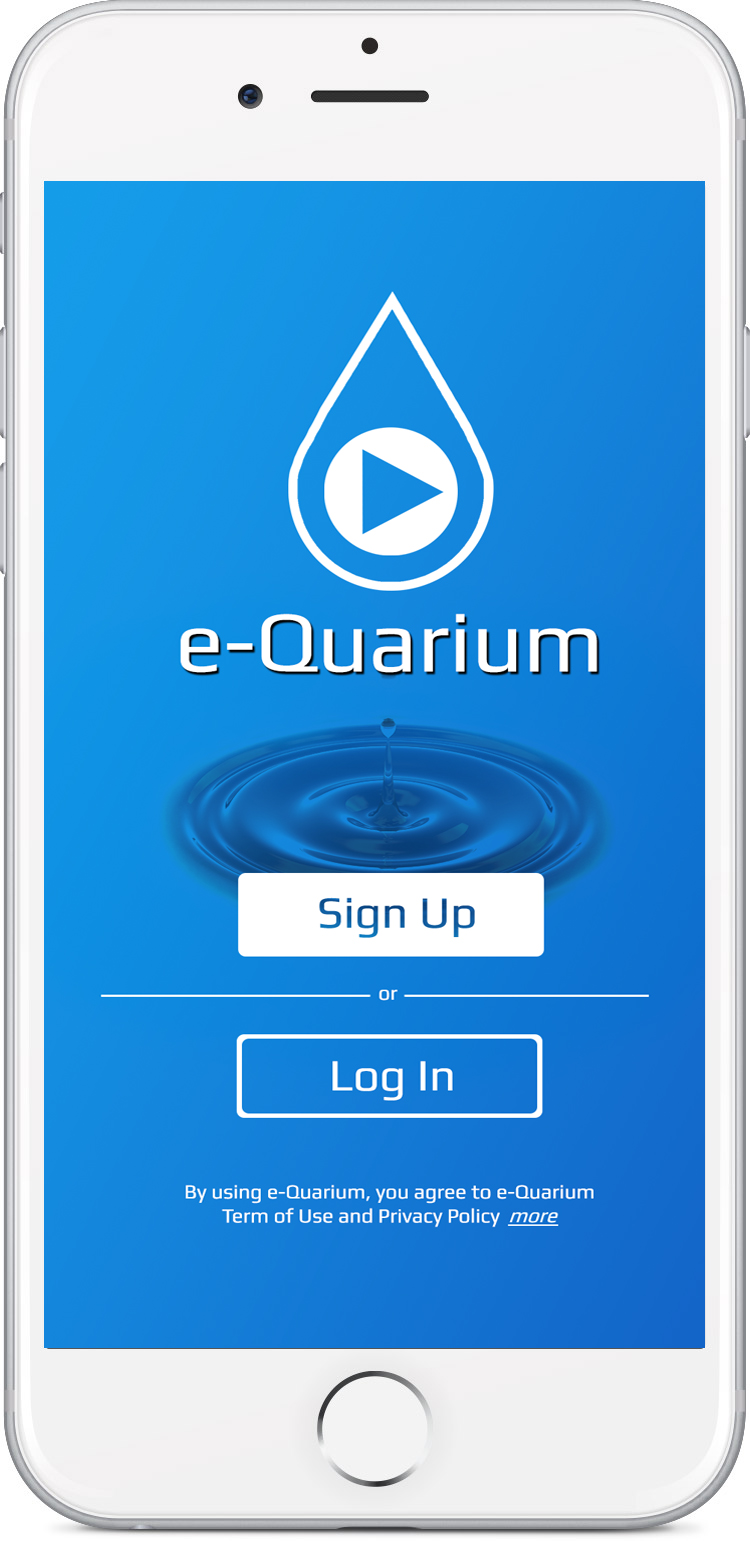 e-Quarium
Sign Up
or
Log In
By using e-Quarium, you agree to e-Quarium
Term of Use and Privacy Policy more